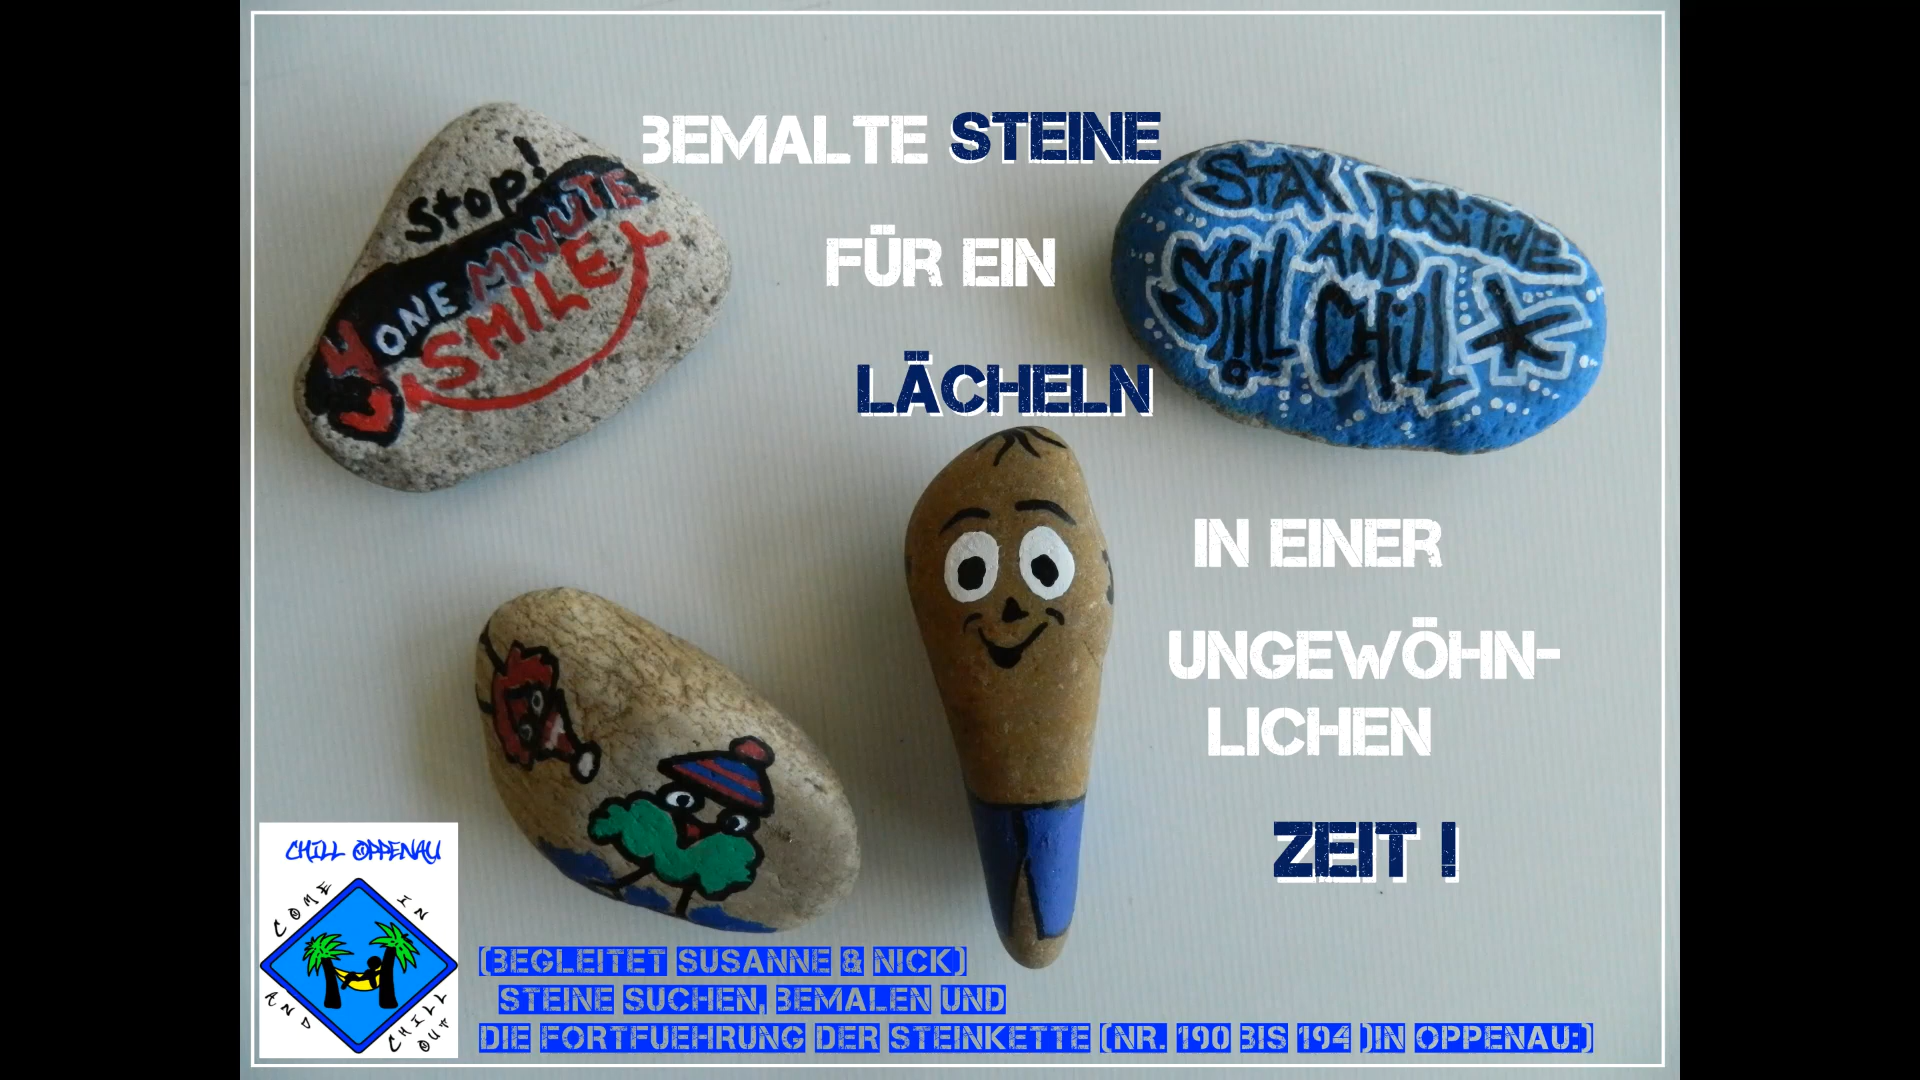 BEMALTE STEINE
FÜR EIN
LÄCHELN
IN EINER
UNGEWÖHN-
LICHEN
ZEIT !
Stop!
ONE MINUTE
SMILE
STAY POSITIVE
AND
STILL CHILL
CHILL OPPENAU
COME IN
AND CHILL OUT
(BEGLEITET SUSANNE & NICK)
STEINE SUCHEN, BEMALEN UND
DIE FORTFUEHRUNG DER STEINKETTE (NR. 190 BIS 194 )IN OPPENAU:)